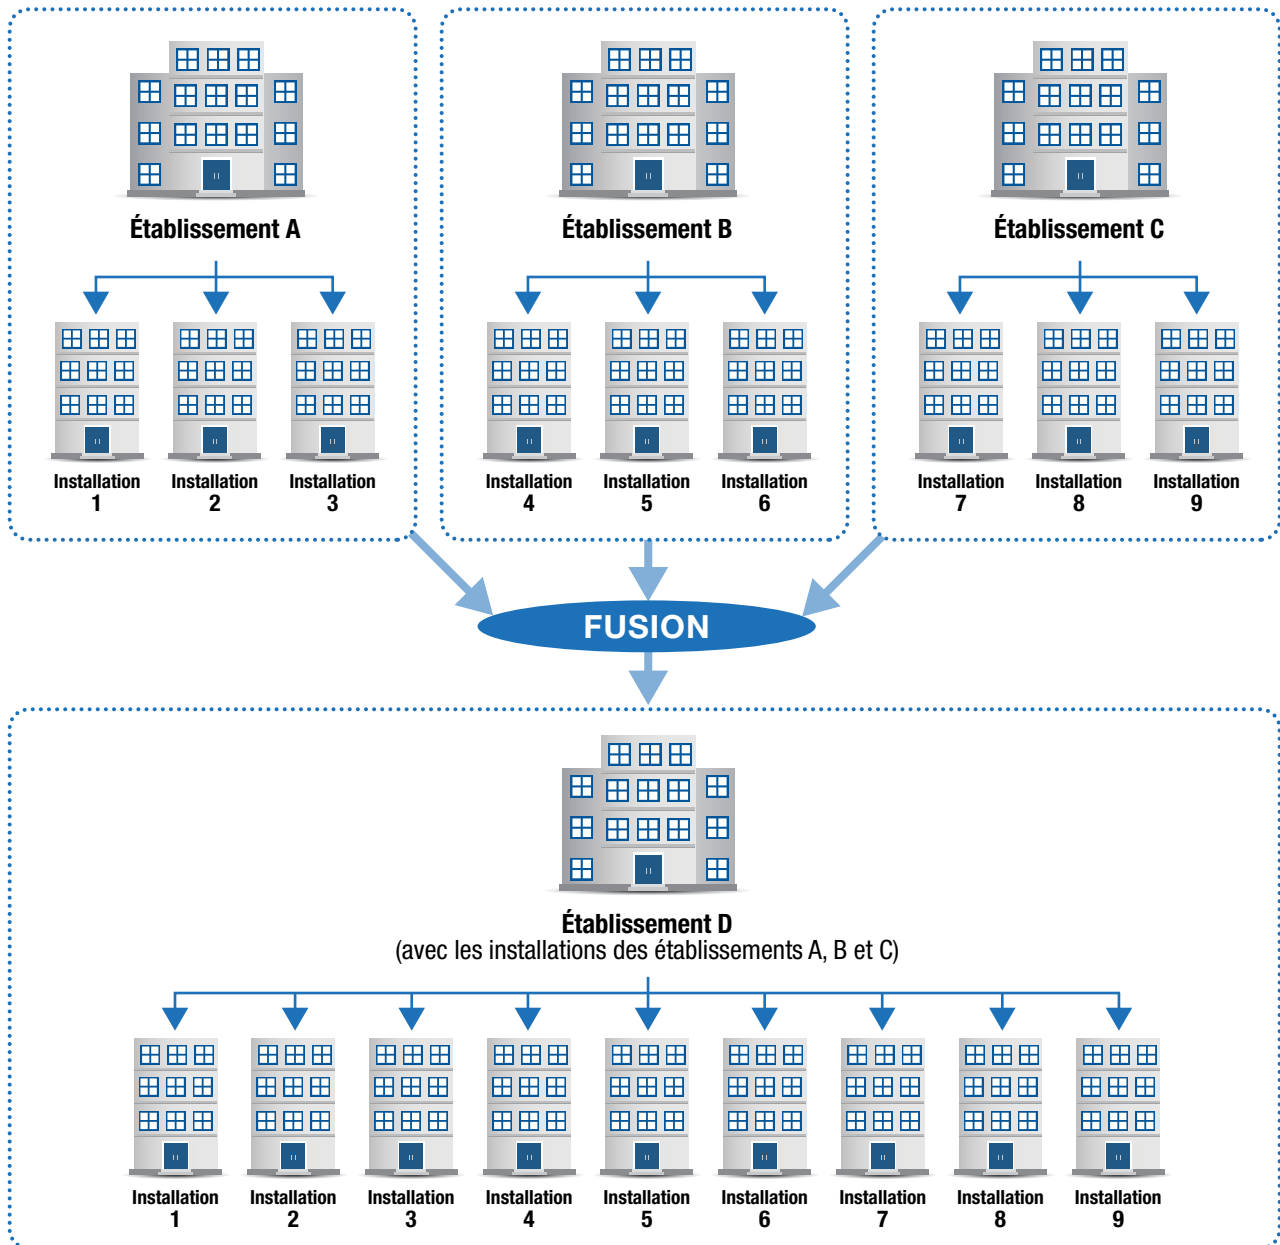 Établissement A
Établissement B
Établissement C
Installation
1
Installation
2
Installation
3
Installation
4
Installation
5
Installation
6
Installation
7
Installation
8
Installation
9
FUSION
Établissement D
(avec les installations des établissements A, B et C)
Installation
1
Installation
2
Installation
3
Installation
4
Installation
5
Installation
6
Installation
7
Installation
8
Installation
9